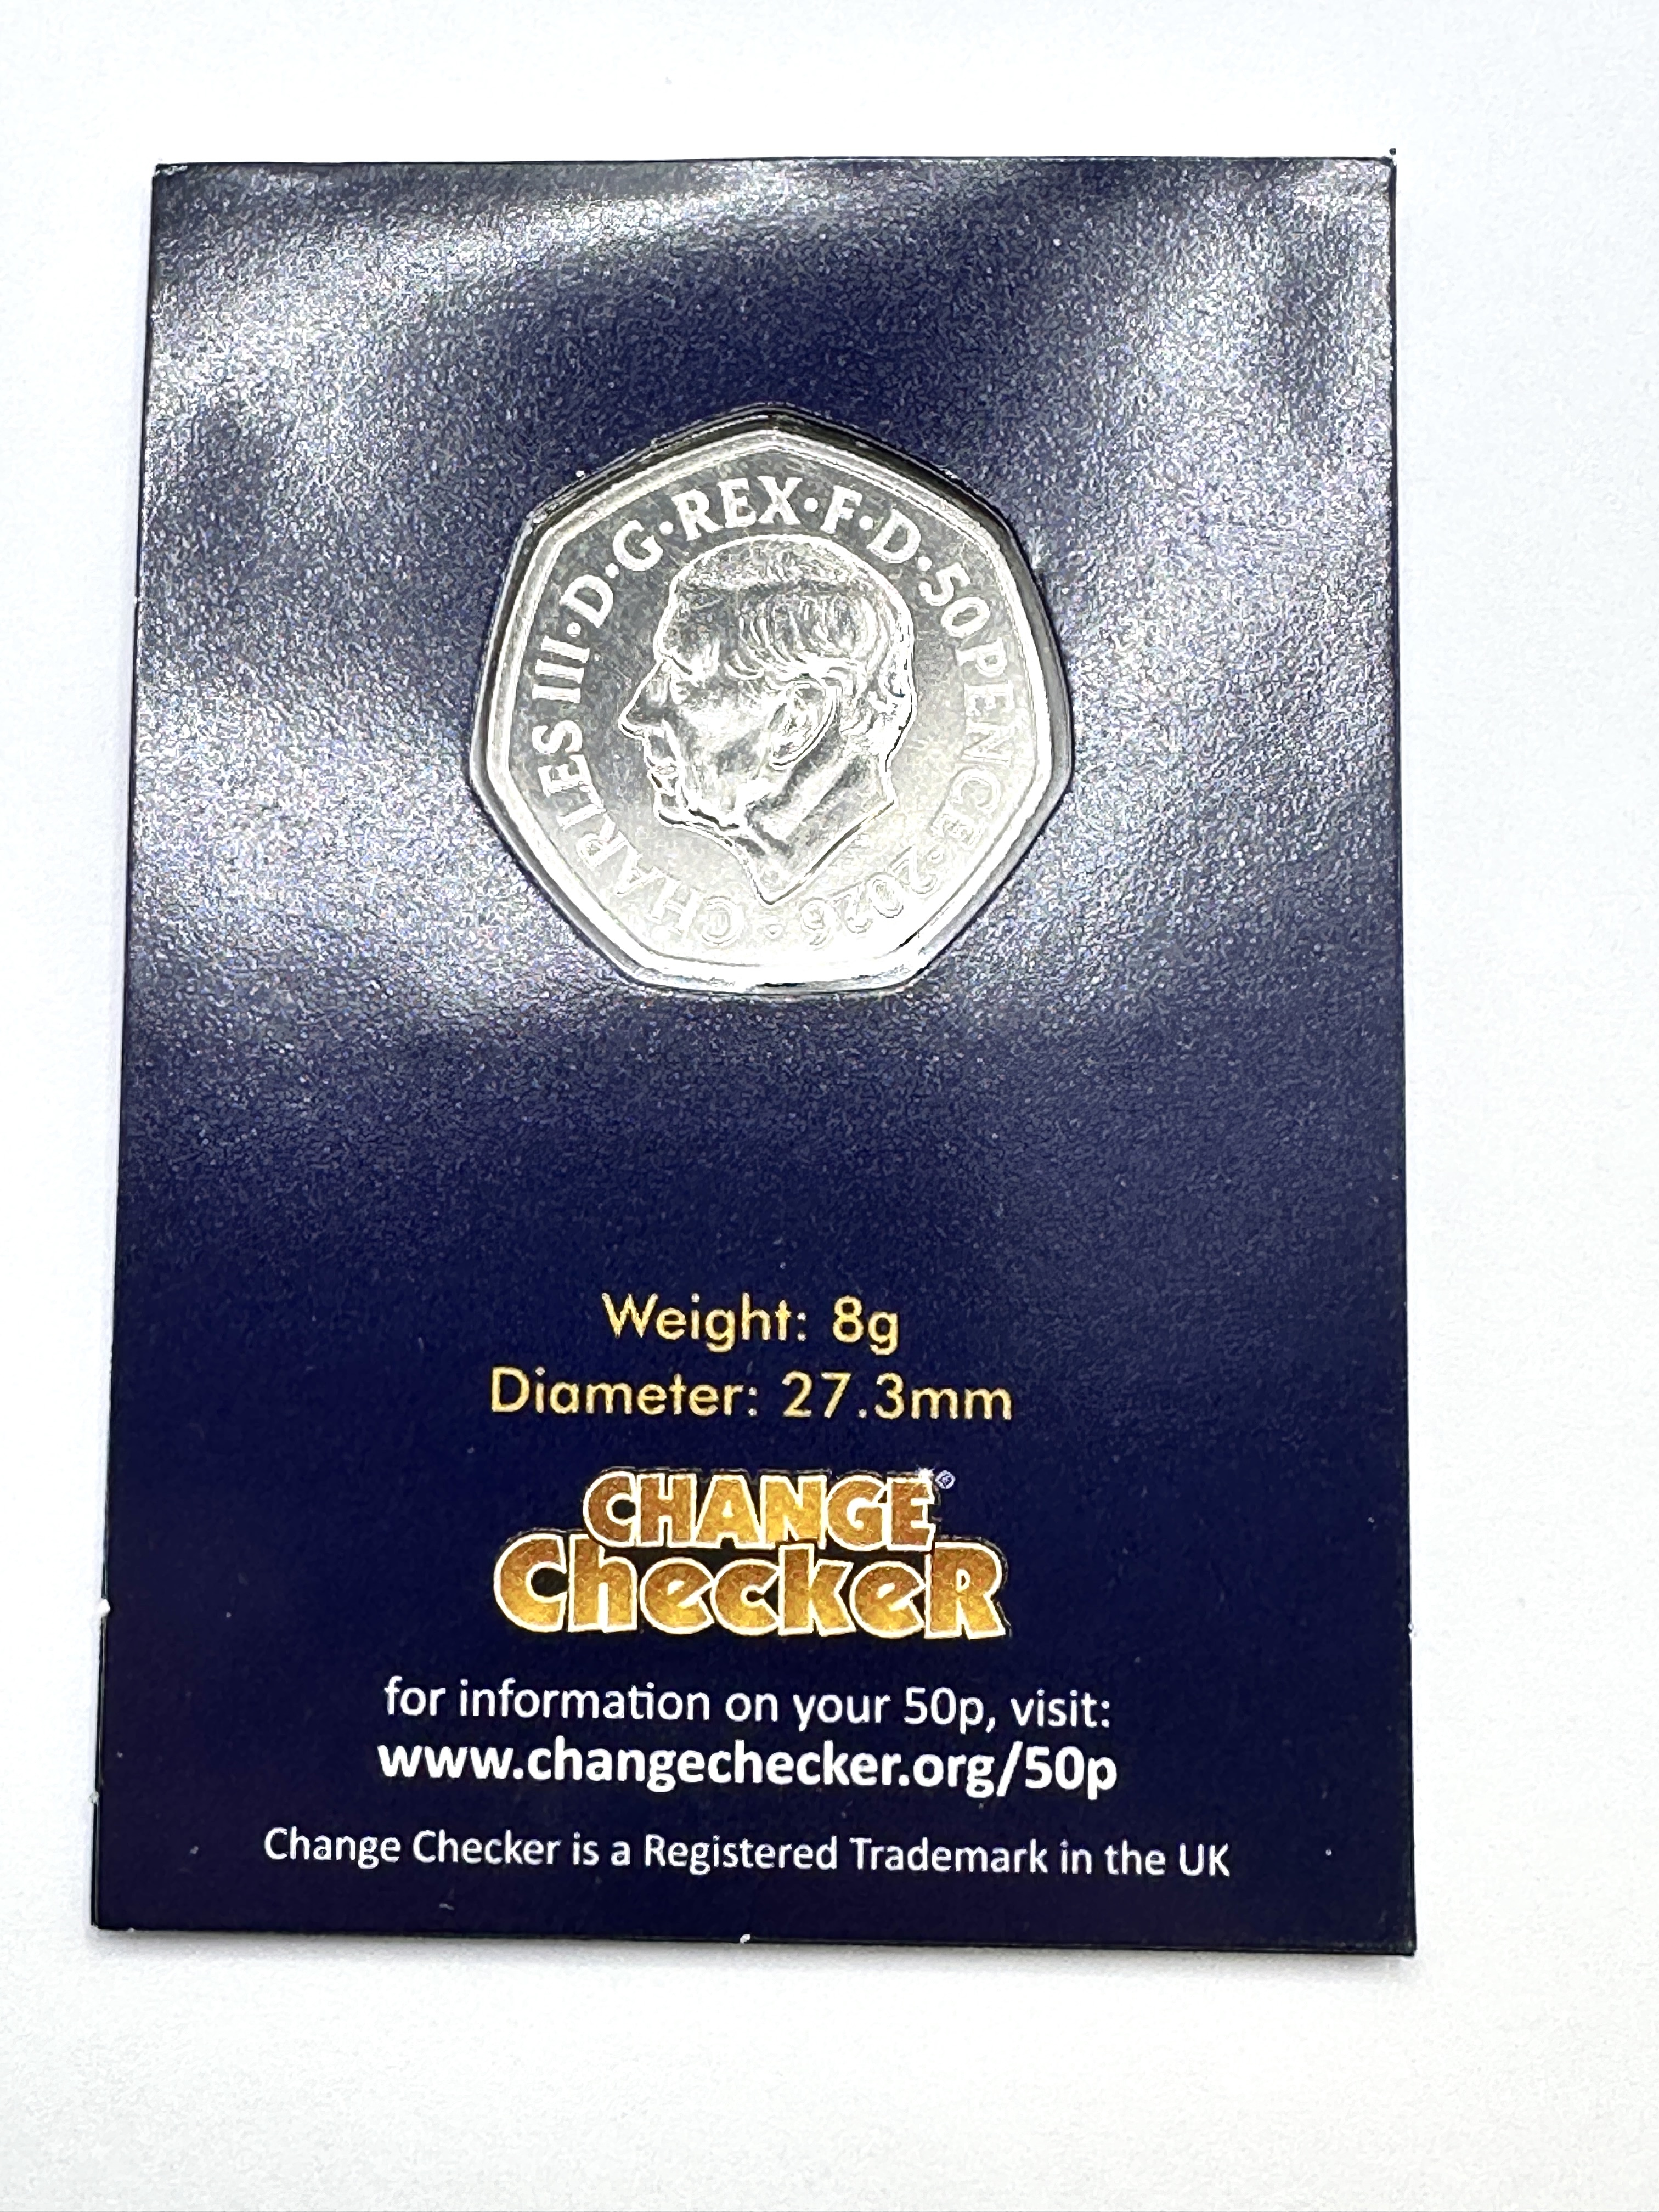 CHARLES III·D·G·REX·F·D·50 PENCE·2026·
Weight: 8g
Diameter: 27.3mm
CHANGE®
CheckeR
for information on your 50p, visit:
www.changechecker.org/50p
Change Checker is a Registered Trademark in the UK